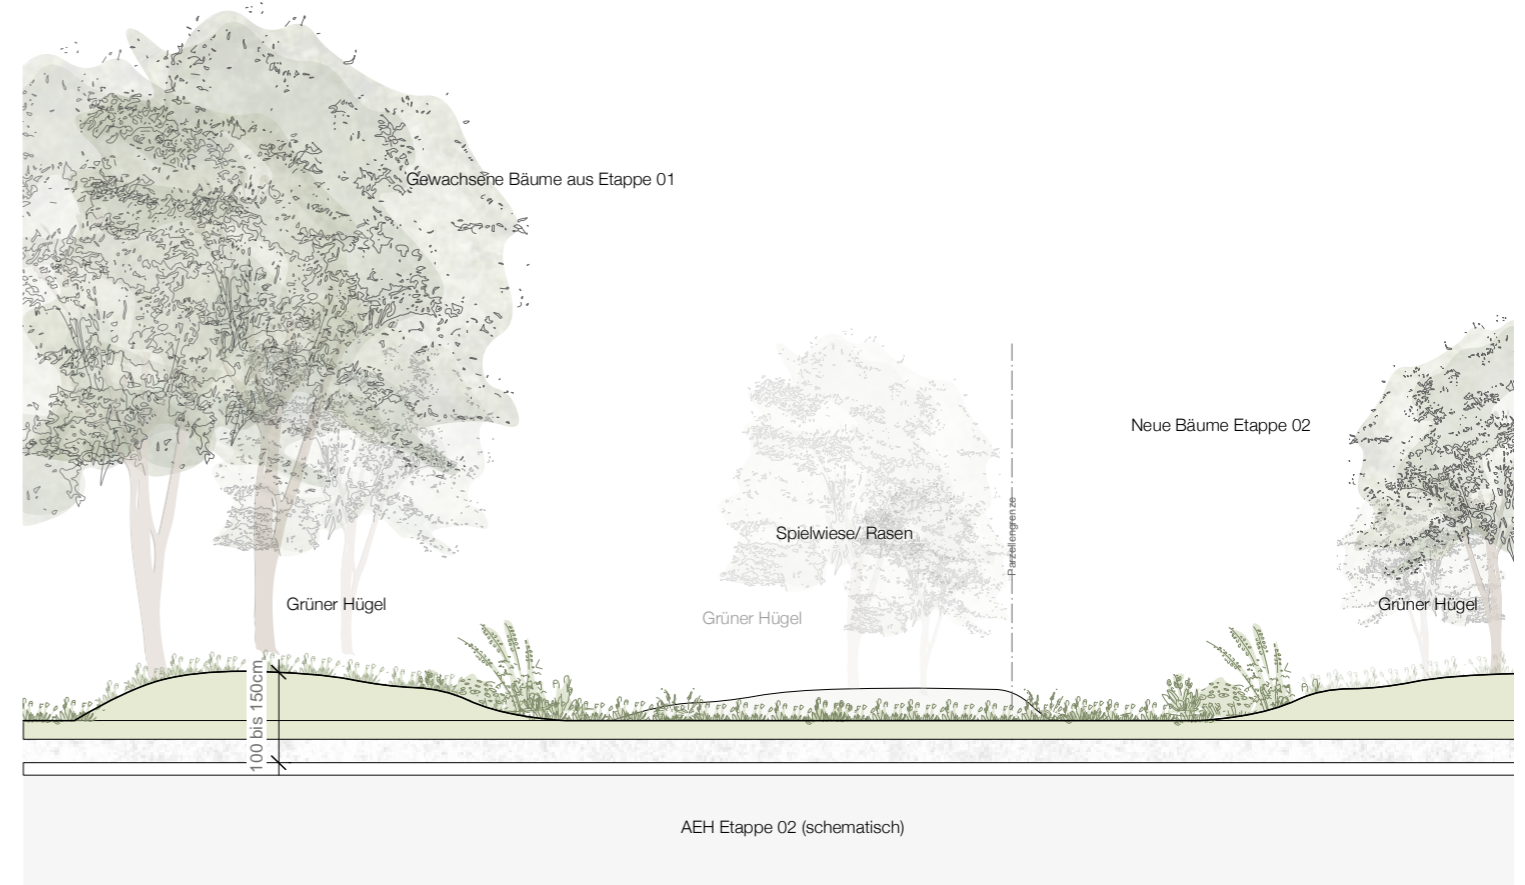 Gewachsene Bäume aus Etappe 01
Neue Bäume Etappe 02
Parzellengrenze
Spielwiese/ Rasen
Grüner Hügel
Grüner Hügel
Grüner Hügel
100 bis 150cm
AEH Etappe 02 (schematisch)